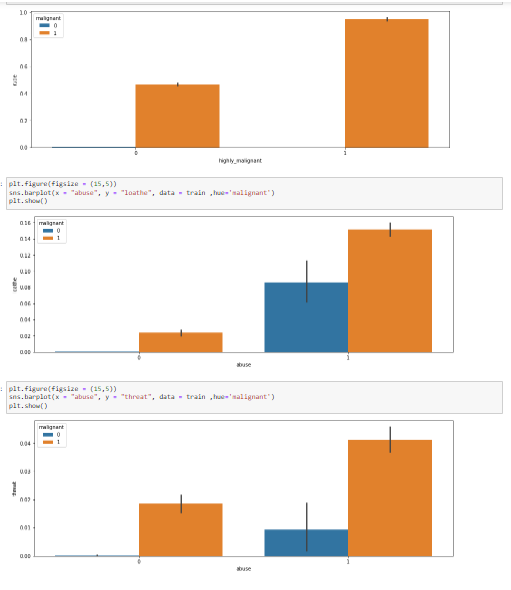 malignant
0
1
1.0
0.8
0.6
0.4
0.2
0.0
rude
0 1
highly_malignant
plt.figure(figsize = (15,5))
sns.barplot(x = "abuse", y = "loathe", data = train ,hue='malignant')
plt.show()
malignant
0
1
0.16
0.14
0.12
0.10
0.08
0.06
0.04
0.02
0.00
loathe
0 1
abuse
plt.figure(figsize = (15,5))
sns.barplot(x = "abuse", y = "threat", data = train ,hue='malignant')
plt.show()
malignant
0
1
0.04
0.03
0.02
0.01
0.00
threat
0 1
abuse